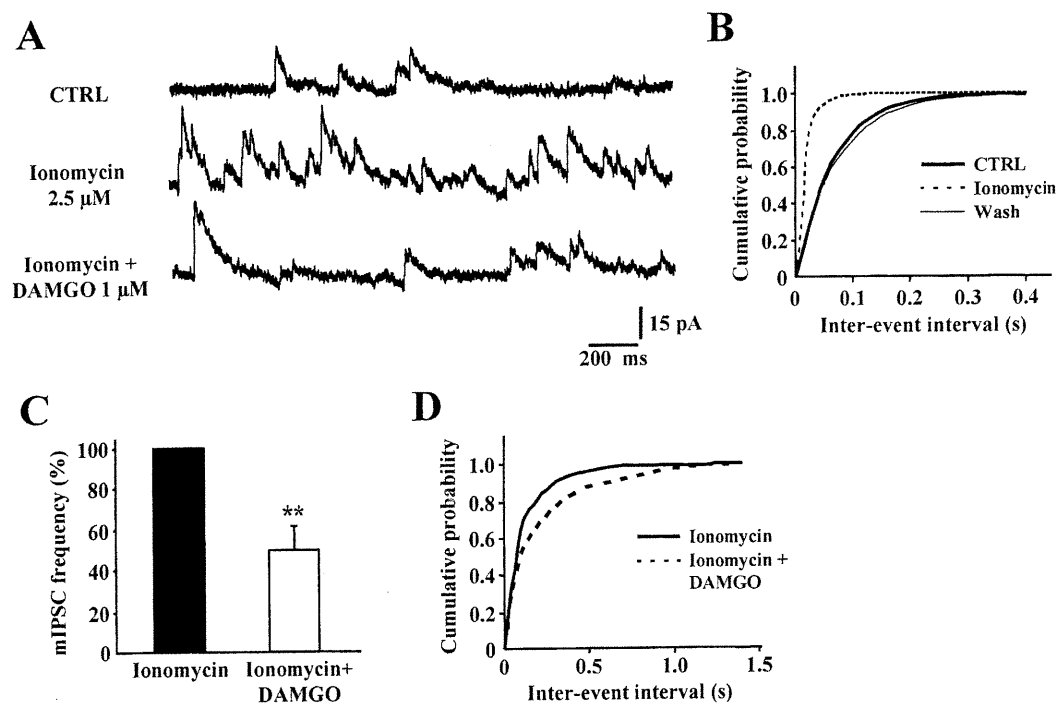 A
CTRL
Ionomycin
2.5 µM
Ionomycin +
DAMGO 1 µM
15 pA
200 ms
B
Cumulative probability
1.0
0.8
0.6
0.4
0.2
0
0
0.1
0.2
0.3
0.4
Inter-event interval (s)
CTRL
Ionomycin
Wash
C
mIPSC frequency (%)
100
80
60
40
20
0
**
Ionomycin
Ionomycin+
DAMGO
D
Cumulative probability
1.0
0.8
0.6
0.4
0.2
0
0
0.5
1.0
1.5
Inter-event interval (s)
Ionomycin
Ionomycin +
DAMGO